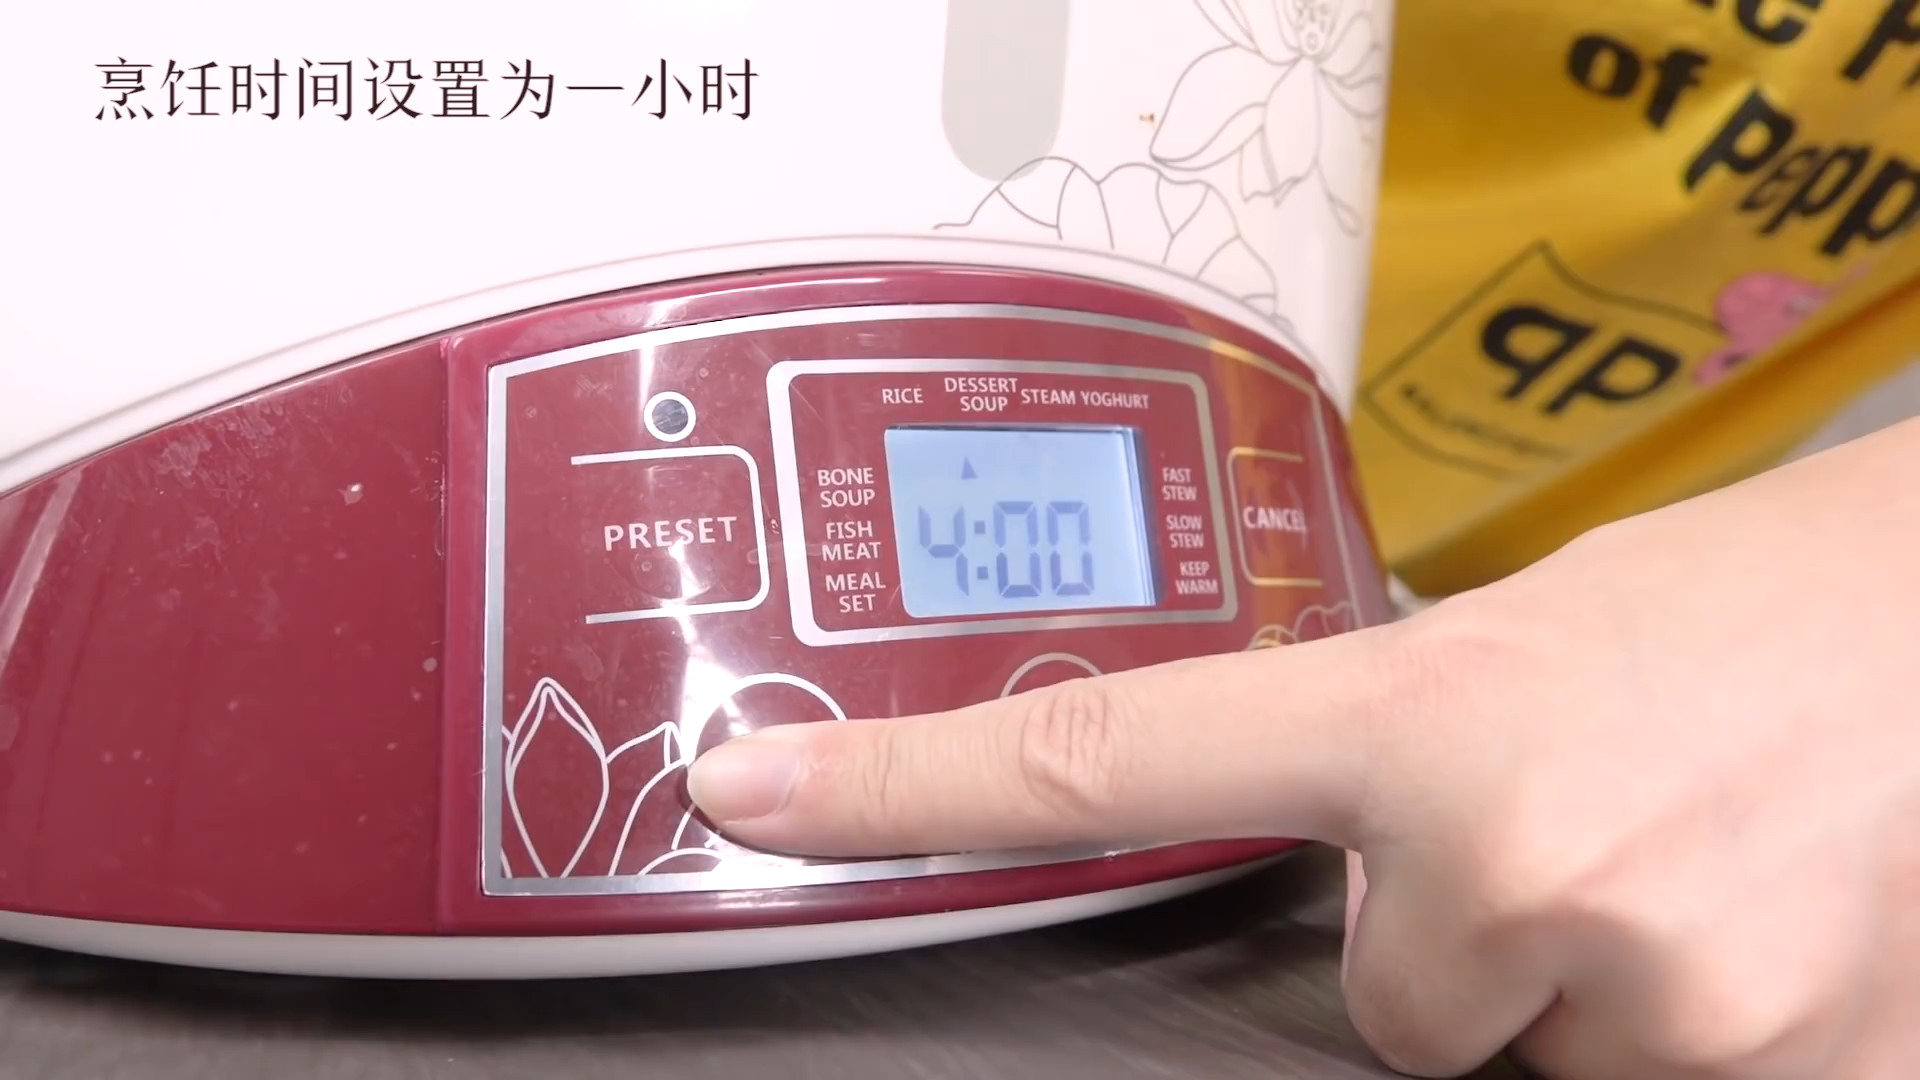 烹饪时间设置为一小时
of Pepp
RICE
DESSERT
SOUP
STEAM
YOGHURT
BONE
SOUP
FISH
MEAT
MEAL
SET
4:00
FAST
STEW
SLOW
STEW
KEEP
WARM
PRESET
CANCEL